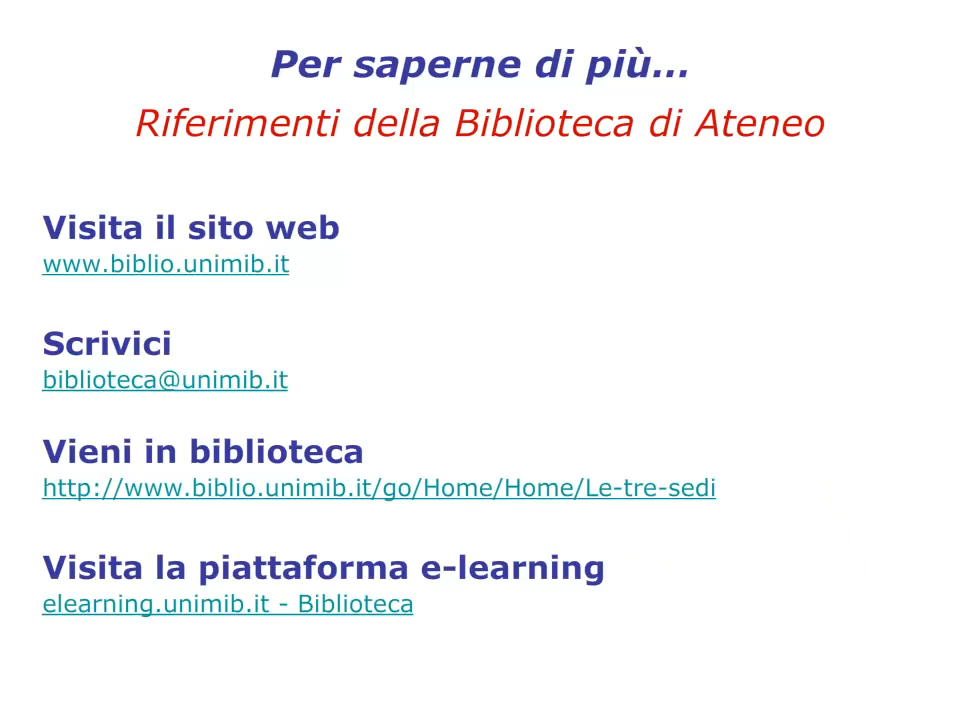 Per saperne di più…
Riferimenti della Biblioteca di Ateneo
Visita il sito web
www.biblio.unimib.it
Scrivici
biblioteca@unimib.it
Vieni in biblioteca
http://www.biblio.unimib.it/go/Home/Home/Le-tre-sedi
Visita la piattaforma e-learning
elearning.unimib.it - Biblioteca